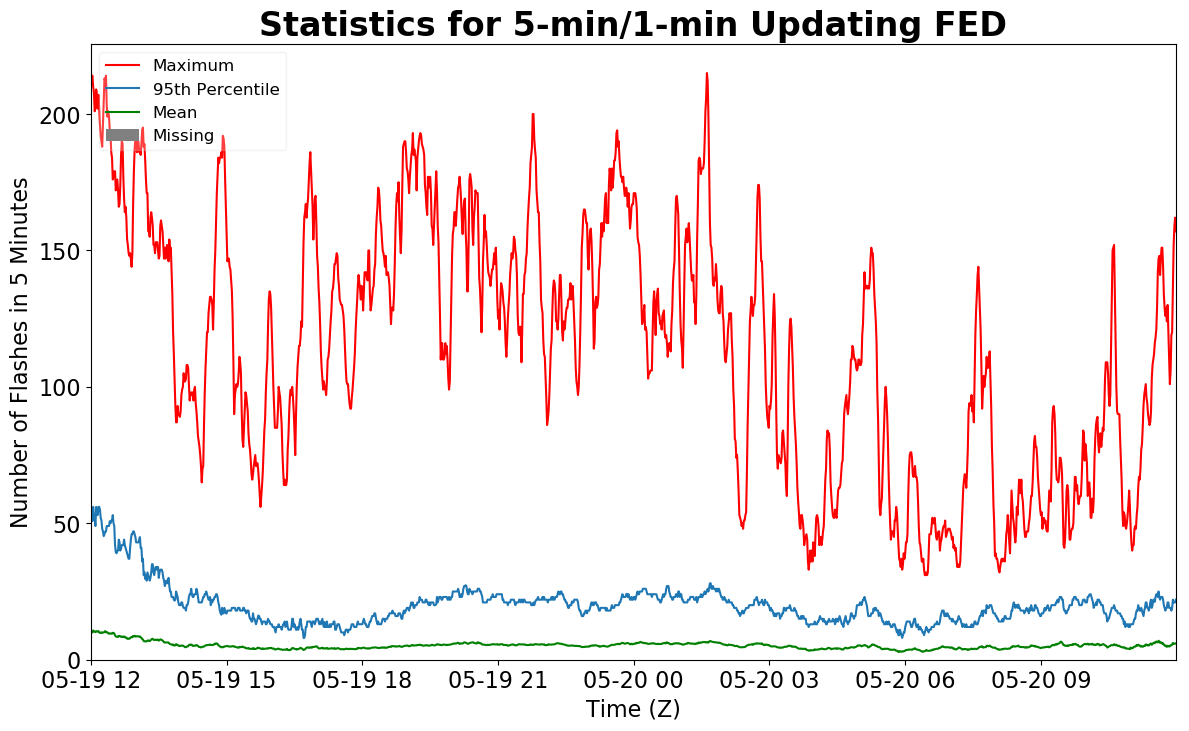 Statistics for 5-min/1-min Updating FED
Maximum
95th Percentile
Mean
Missing
Number of Flashes in 5 Minutes
200
150
100
50
0
05-19 12
05-19 15
05-19 18
05-19 21
05-20 00
05-20 03
05-20 06
05-20 09
Time (Z)